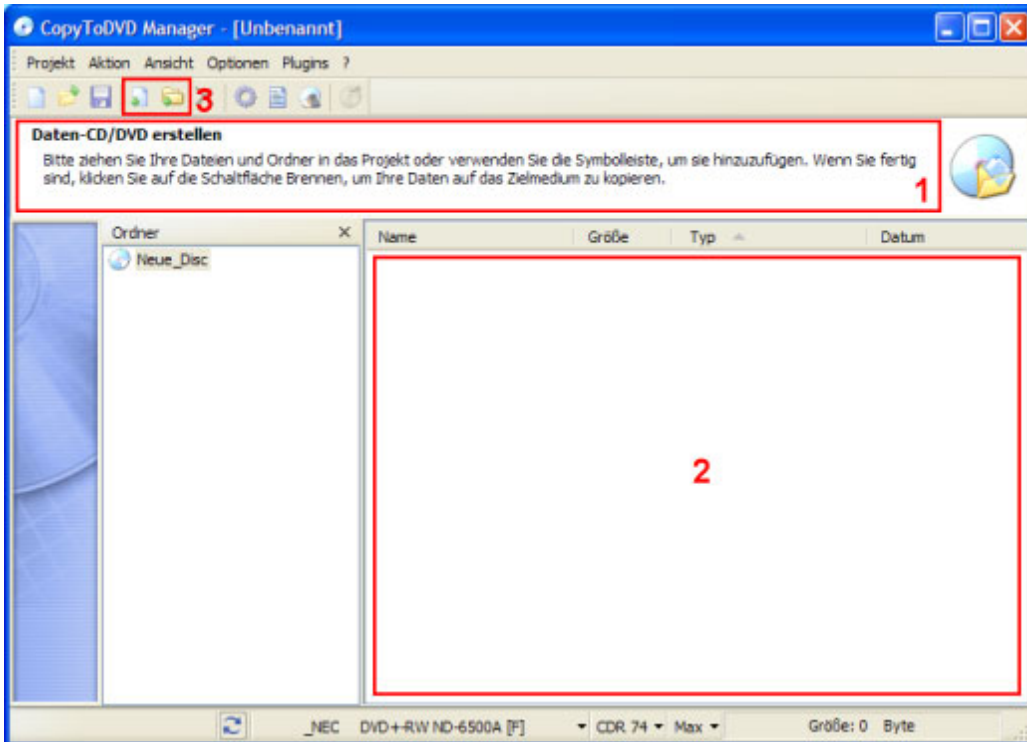 CopyToDVD Manager - [Unbenannt]
Projekt Aktion Ansicht Optionen Plugins ?
3
Daten-CD/DVD erstellen
Bitte ziehen Sie Ihre Dateien und Ordner in das Projekt oder verwenden Sie die Symbolleiste, um sie hinzuzufügen. Wenn Sie fertig
sind, klicken Sie auf die Schaltfläche Brennen, um Ihre Daten auf das Zielmedium zu kopieren.
1
Ordner Name Größe Typ Datum
Neue_Disc
2
_NEC DVD+-RW ND-6500A [F] CDR 74 Max Größe: 0 Byte